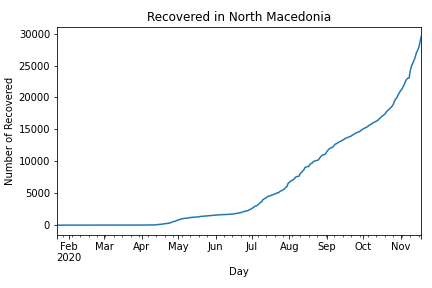 Recovered in North Macedonia
30000
25000
20000
15000
10000
5000
0
Number of Recovered
Feb Mar Apr May Jun Jul Aug Sep Oct Nov
2020
Day